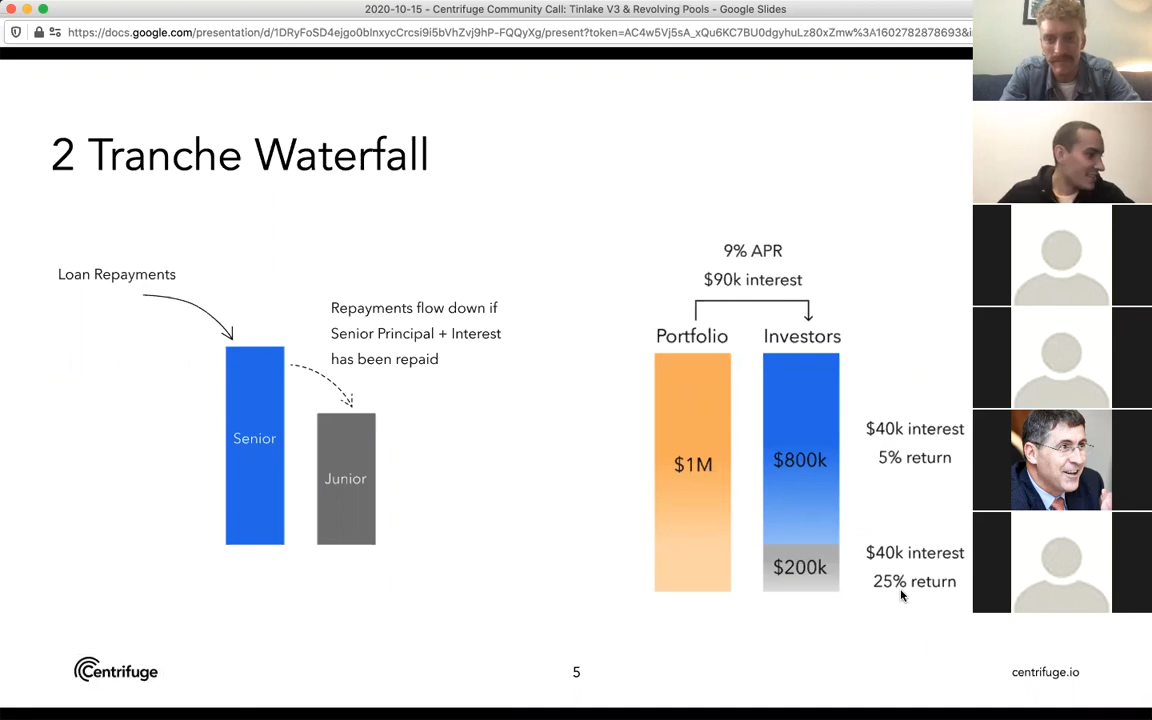 2020-10-15 - Centrifuge Community Call: Tinlake V3 & Revolving Pools - Google Slides
2 Tranche Waterfall
Loan Repayments
Repayments flow down if
Senior Principal + Interest
has been repaid
Senior
Junior
9% APR
$90k interest
Portfolio
Investors
$1M
$800k
$200k
$40k interest
5% return
$40k interest
25% return
Centrifuge
5
centrifuge.io